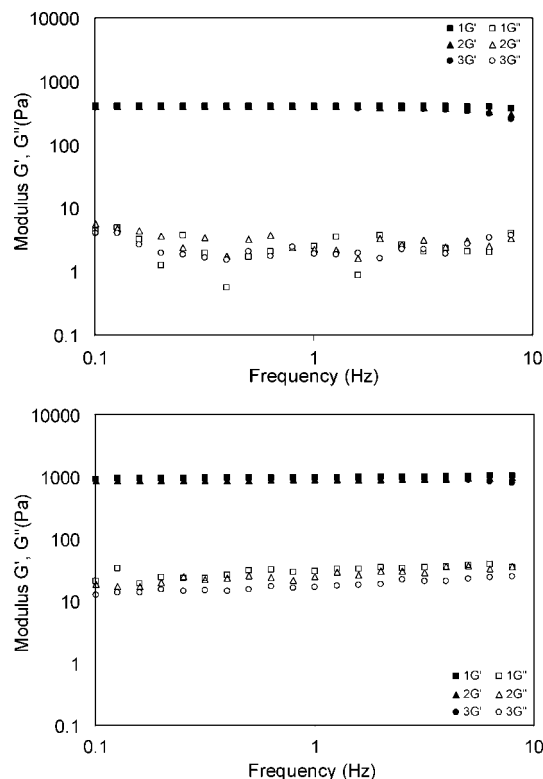 10000
1000
100
10
1
0.1
Modulus G', G''(Pa)
1G' 1G''
2G' 2G''
3G' 3G''
0.1 1 10
Frequency (Hz)
10000
1000
100
10
1
0.1
Modulus G', G''(Pa)
1G' 1G''
2G' 2G''
3G' 3G''
0.1 1 10
Frequency (Hz)